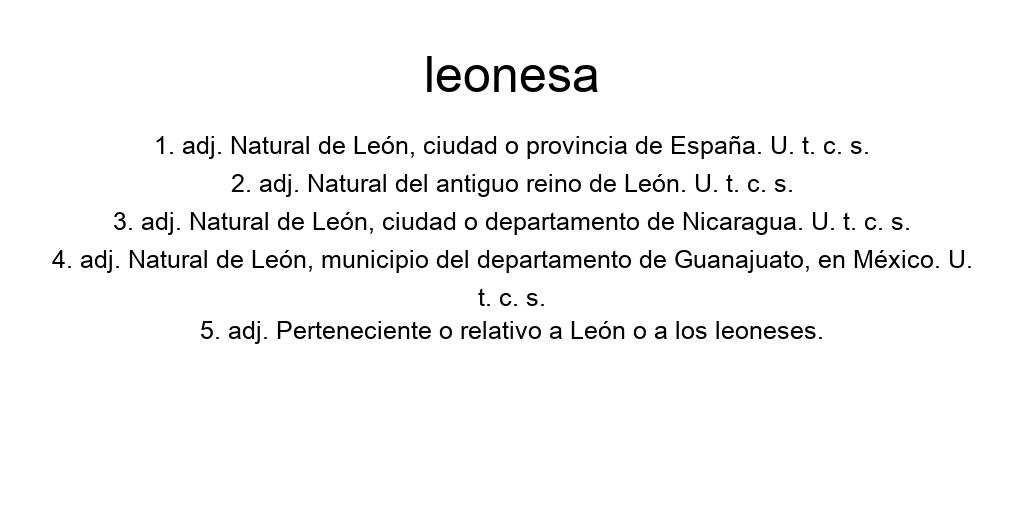 leonesa
1. adj. Natural de León, ciudad o provincia de España. U. t. c. s.
2. adj. Natural del antiguo reino de León. U. t. c. s.
3. adj. Natural de León, ciudad o departamento de Nicaragua. U. t. c. s.
4. adj. Natural de León, municipio del departamento de Guanajuato, en México. U.
t. c. s.
5. adj. Perteneciente o relativo a León o a los leoneses.